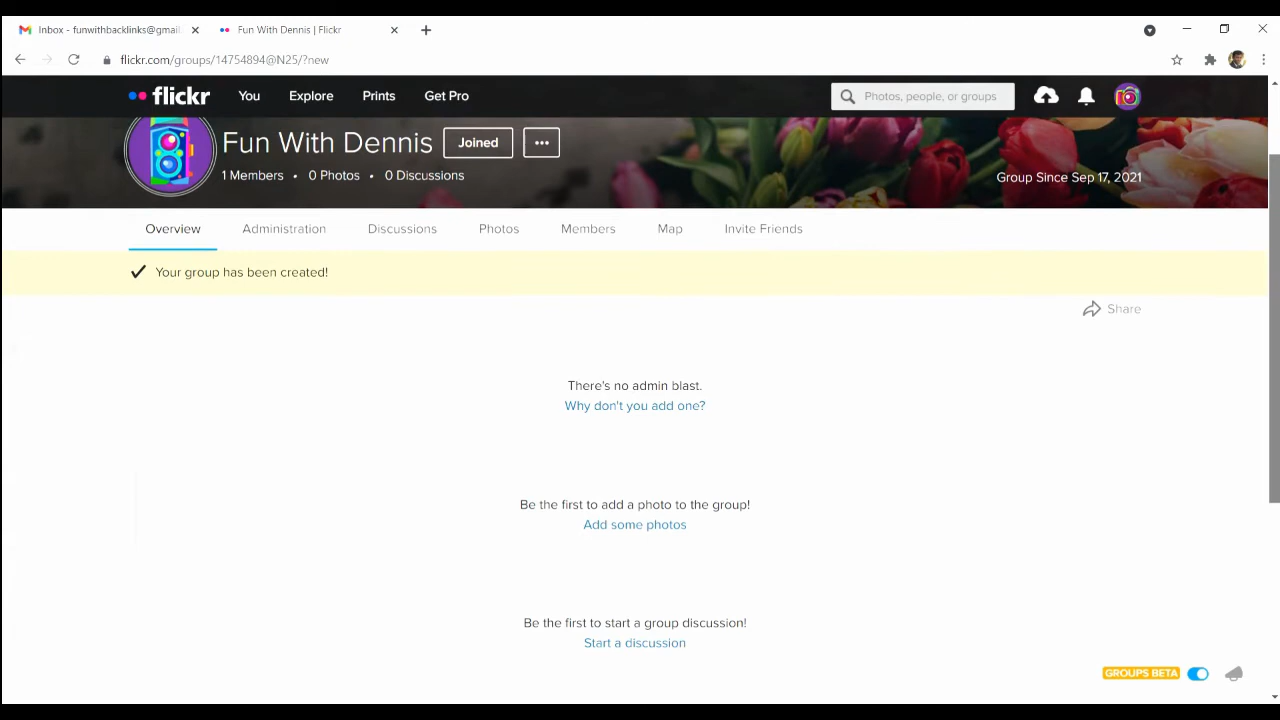 Inbox - funwithbacklinks@gmail
Fun With Dennis | Flickr
flickr.com/groups/14754894@N25/?new
flickr
You
Explore
Prints
Get Pro
Photos, people, or groups
Fun With Dennis
Joined
1 Members • 0 Photos • 0 Discussions
Group Since Sep 17, 2021
Overview
Administration
Discussions
Photos
Members
Map
Invite Friends
Your group has been created!
Share
There's no admin blast.
Why don't you add one?
Be the first to add a photo to the group!
Add some photos
Be the first to start a group discussion!
Start a discussion
GROUPS BETA